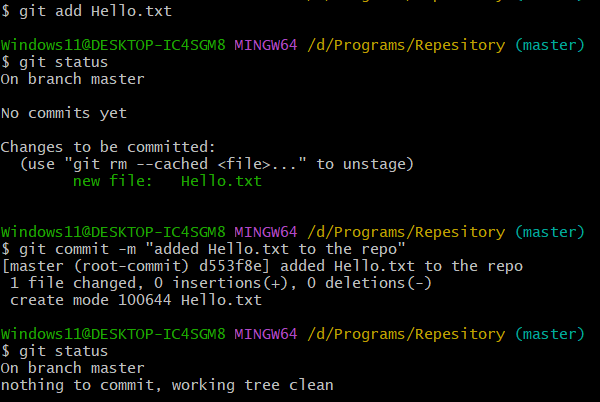 $ git add Hello.txt
Windows11@DESKTOP-IC4SGM8 MINGW64 /d/Programs/Repesitory (master)
$ git status
On branch master
No commits yet
Changes to be committed:
(use "git rm --cached <file>..." to unstage)
new file:   Hello.txt
Windows11@DESKTOP-IC4SGM8 MINGW64 /d/Programs/Repesitory (master)
$ git commit -m "added Hello.txt to the repo"
[master (root-commit) d553f8e] added Hello.txt to the repo
1 file changed, 0 insertions(+), 0 deletions(-)
create mode 100644 Hello.txt
Windows11@DESKTOP-IC4SGM8 MINGW64 /d/Programs/Repesitory (master)
$ git status
On branch master
nothing to commit, working tree clean